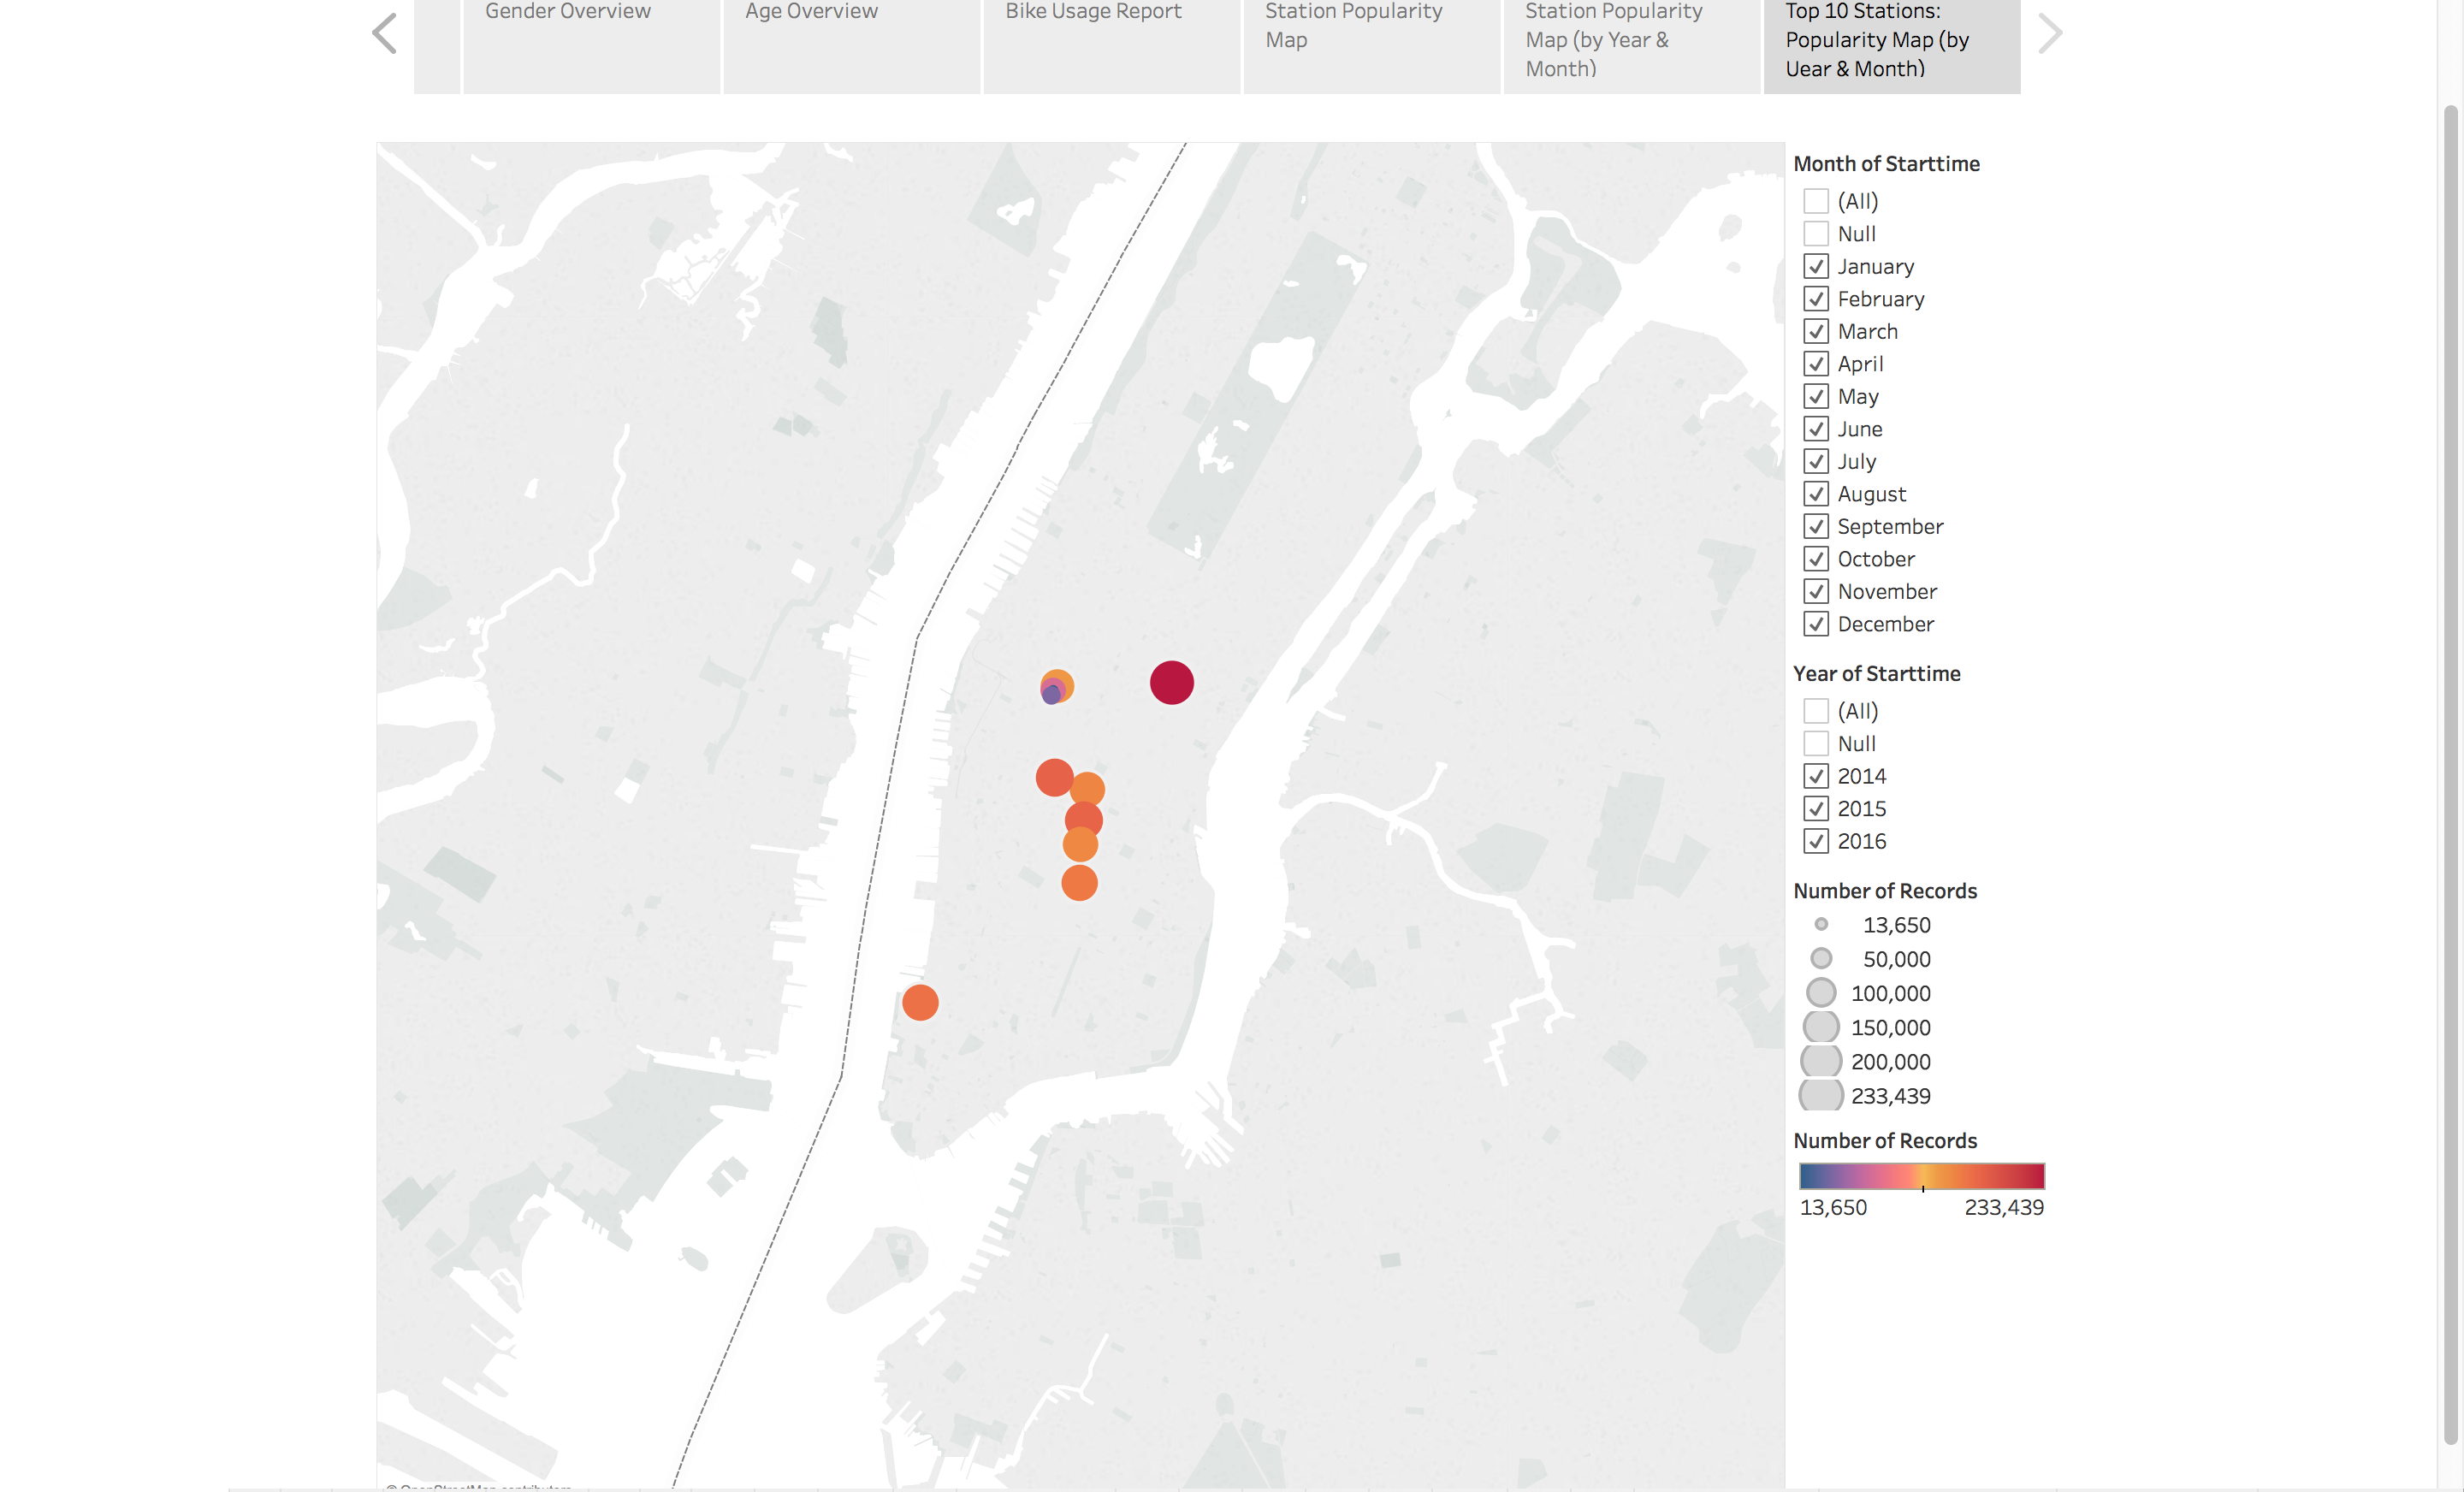 Gender Overview
Age Overview
Bike Usage Report
Station Popularity
Map
Station Popularity
Map (by Year &
Month)
Top 10 Stations:
Popularity Map (by
Uear & Month)
Month of Starttime
(All)
Null
January
February
March
April
May
June
July
August
September
October
November
December
Year of Starttime
(All)
Null
2014
2015
2016
Number of Records
13,650
50,000
100,000
150,000
200,000
233,439
Number of Records
13,650
233,439
© OpenStreetMap contributors